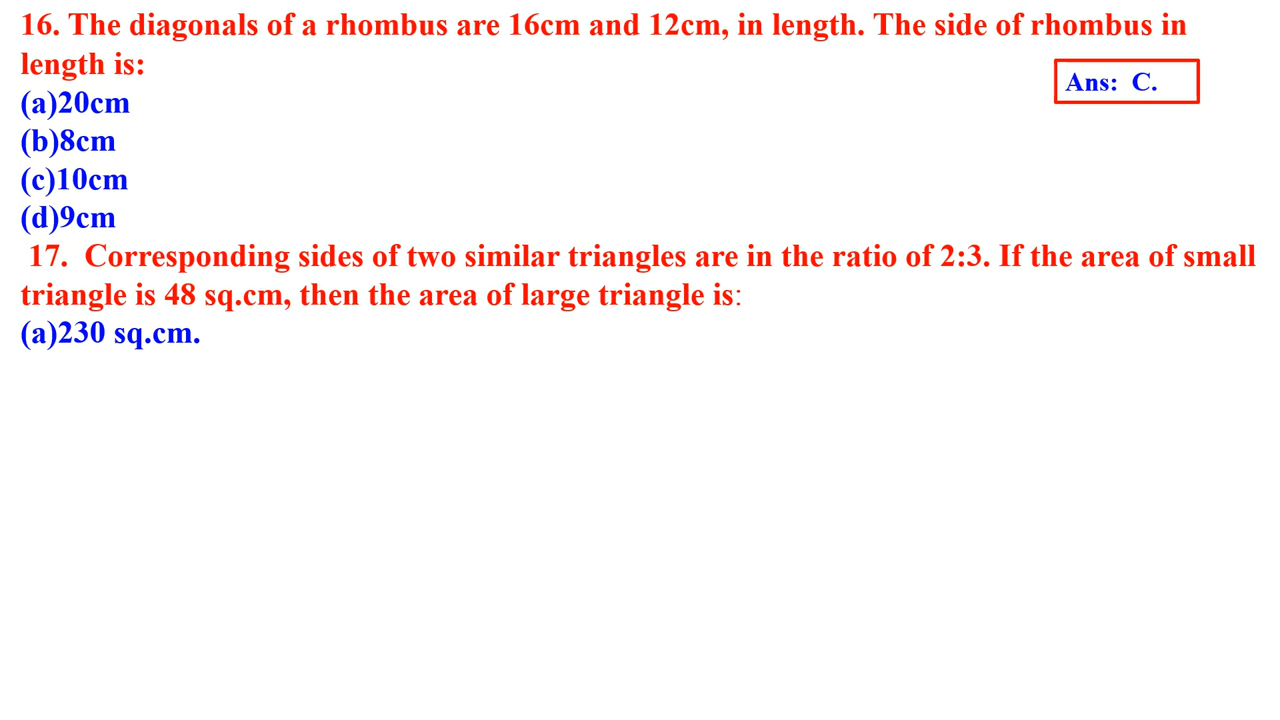 16. The diagonals of a rhombus are 16cm and 12cm, in length. The side of rhombus in
length is:
Ans:  C.
(a)20cm
(b)8cm
(c)10cm
(d)9cm
17.  Corresponding sides of two similar triangles are in the ratio of 2:3. If the area of small
triangle is 48 sq.cm, then the area of large triangle is:
(a)230 sq.cm.